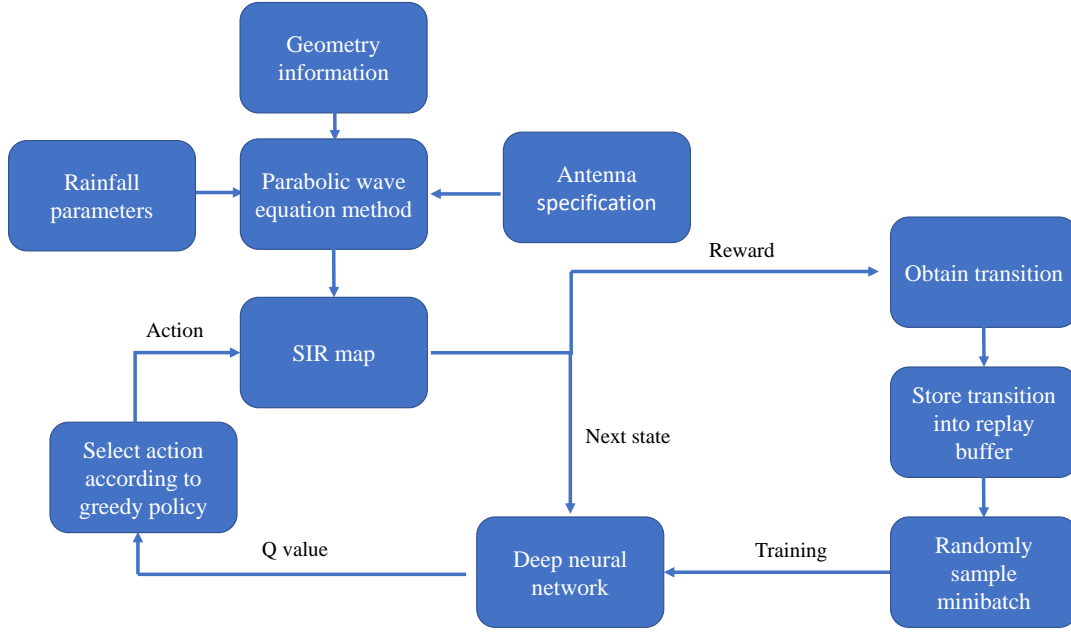 Geometry
information
Rainfall
parameters
Parabolic wave
equation method
Antenna
specification
Reward
Obtain transition
Action
SIR map
Store transition
into replay
buffer
Next state
Select action
according to
greedy policy
Q value
Deep neural
network
Training
Randomly
sample
minibatch